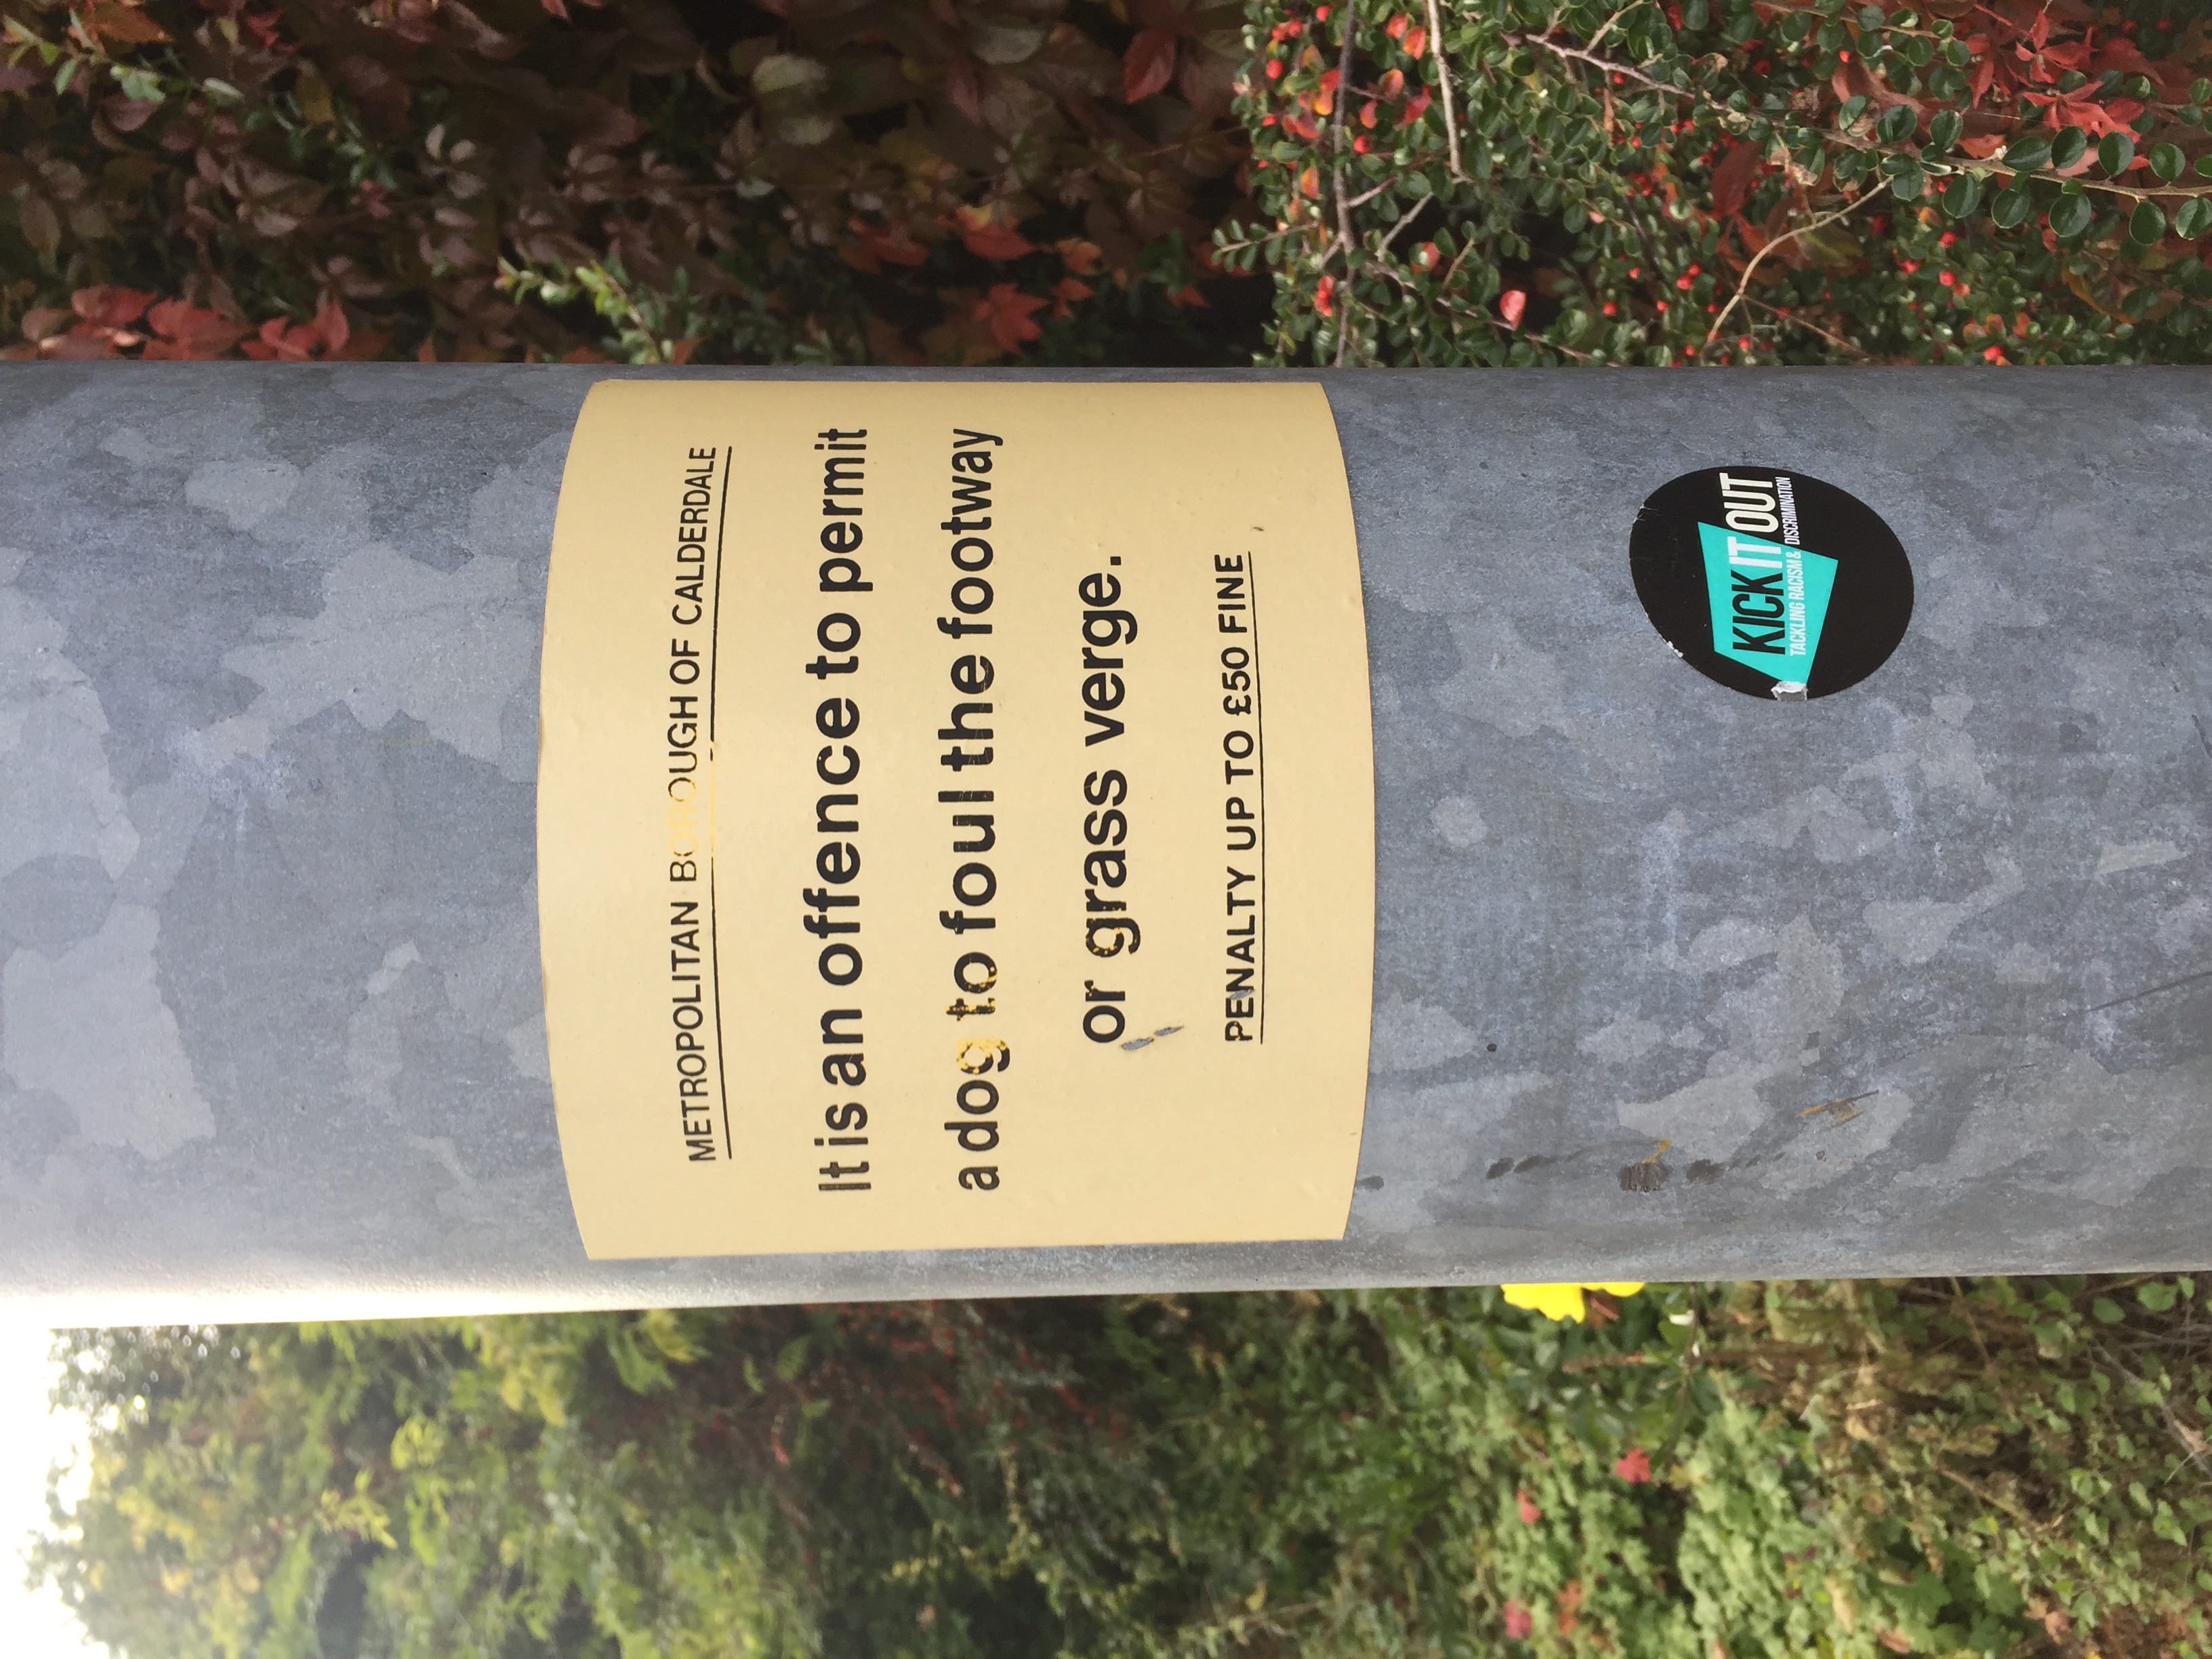 METROPOLITAN BOROUGH OF CALDERDALE
It is an offence to permit
a dog to foul the footway
or grass verge.
PENALTY UP TO £50 FINE
KICK IT OUT
TACKLING RACISM & DISCRIMINATION